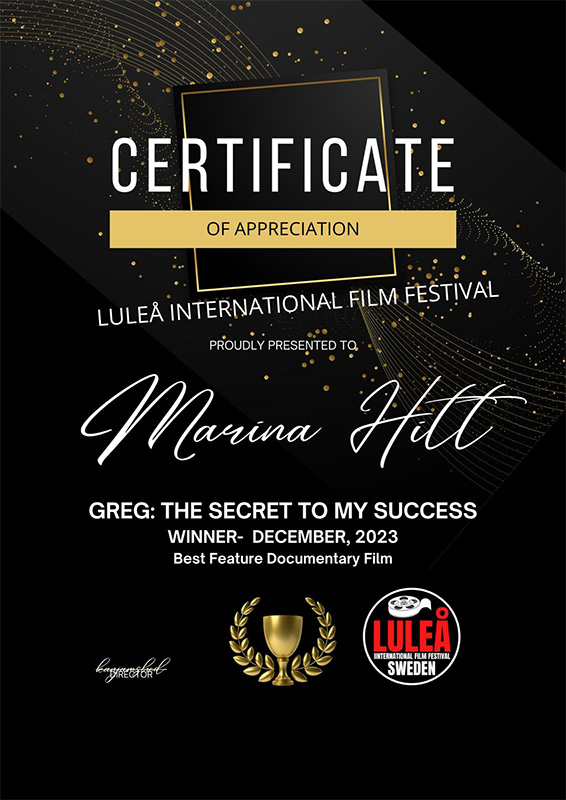 CERTIFICATE
OF APPRECIATION
LULEÅ INTERNATIONAL FILM FESTIVAL
PROUDLY PRESENTED TO
Marina Hitt
GREG: THE SECRET TO MY SUCCESS
WINNER- DECEMBER, 2023
Best Feature Documentary Film
DIRECTOR
LULEÅ
INTERNATIONAL FILM FESTIVAL
SWEDEN